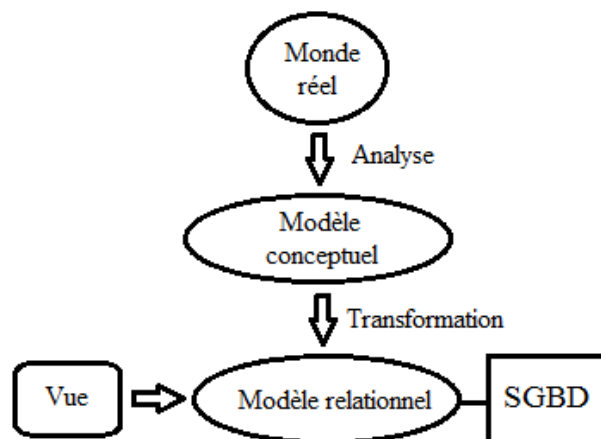 Monde
réel
Analyse
Modèle
conceptuel
Transformation
Vue
Modèle relationnel
SGBD